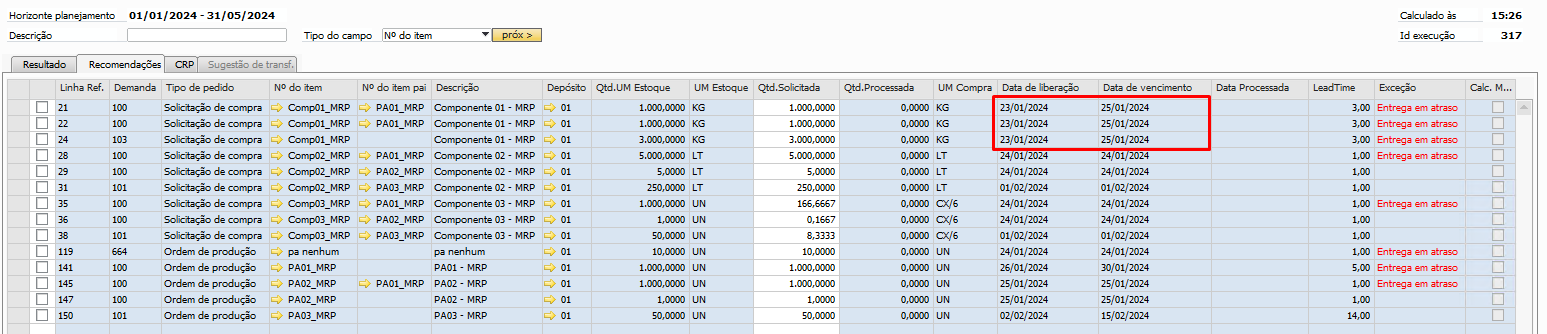 Horizonte planejamento 01/01/2024 - 31/05/2024 Calculado às 15:26
Descrição Tipo do campo Nº do item próx > Id execução 317
Resultado Recomendações CRP Sugestão de transf.
Linha Ref. Demanda Tipo de pedido Nº do item Nº do item pai Descrição Depósito Qtd.UM Estoque UM Estoque Qtd.Solicitada Qtd.Processada UM Compra Data de liberação Data de vencimento Data Processada LeadTime Exceção Calc. M...
21 100 Solicitação de compra Comp01_MRP PA01_MRP Componente 01 - MRP 01 1.000,0000 KG 1.000,0000 0,0000 KG 23/01/2024 25/01/2024 3,00 Entrega em atraso
22 100 Solicitação de compra Comp01_MRP PA01_MRP Componente 01 - MRP 01 1.000,0000 KG 1.000,0000 0,0000 KG 23/01/2024 25/01/2024 3,00 Entrega em atraso
24 103 Solicitação de compra Comp01_MRP Componente 01 - MRP 01 3.000,0000 KG 3.000,0000 0,0000 KG 23/01/2024 25/01/2024 3,00 Entrega em atraso
28 100 Solicitação de compra Comp02_MRP PA01_MRP Componente 02 - MRP 01 5.000,0000 LT 5.000,0000 0,0000 LT 24/01/2024 24/01/2024 1,00 Entrega em atraso
29 100 Solicitação de compra Comp02_MRP PA02_MRP Componente 02 - MRP 01 5,0000 LT 5,0000 0,0000 LT 24/01/2024 24/01/2024 1,00
31 101 Solicitação de compra Comp02_MRP PA03_MRP Componente 02 - MRP 01 250,0000 LT 250,0000 0,0000 LT 01/02/2024 01/02/2024 1,00
35 100 Solicitação de compra Comp03_MRP PA01_MRP Componente 03 - MRP 01 1.000,0000 UN 166,6667 0,0000 CX/6 24/01/2024 24/01/2024 1,00 Entrega em atraso
36 100 Solicitação de compra Comp03_MRP PA02_MRP Componente 03 - MRP 01 1,0000 UN 0,1667 0,0000 CX/6 24/01/2024 24/01/2024 1,00
38 101 Solicitação de compra Comp03_MRP PA03_MRP Componente 03 - MRP 01 50,0000 UN 8,3333 0,0000 CX/6 01/02/2024 01/02/2024 1,00
119 664 Ordem de produção pa nenhum pa nenhum 01 10,0000 UN 10,0000 0,0000 UN 24/01/2024 24/01/2024 1,00 Entrega em atraso
141 100 Ordem de produção PA01_MRP PA01 - MRP 01 1.000,0000 UN 1.000,0000 0,0000 UN 26/01/2024 30/01/2024 5,00 Entrega em atraso
145 100 Ordem de produção PA02_MRP PA01_MRP PA02 - MRP 01 1.000,0000 UN 1.000,0000 0,0000 UN 25/01/2024 25/01/2024 1,00 Entrega em atraso
147 100 Ordem de produção PA02_MRP PA02 - MRP 01 1,0000 UN 1,0000 0,0000 UN 25/01/2024 25/01/2024 1,00
150 101 Ordem de produção PA03_MRP PA03 - MRP 01 50,0000 UN 50,0000 0,0000 UN 02/02/2024 15/02/2024 14,00